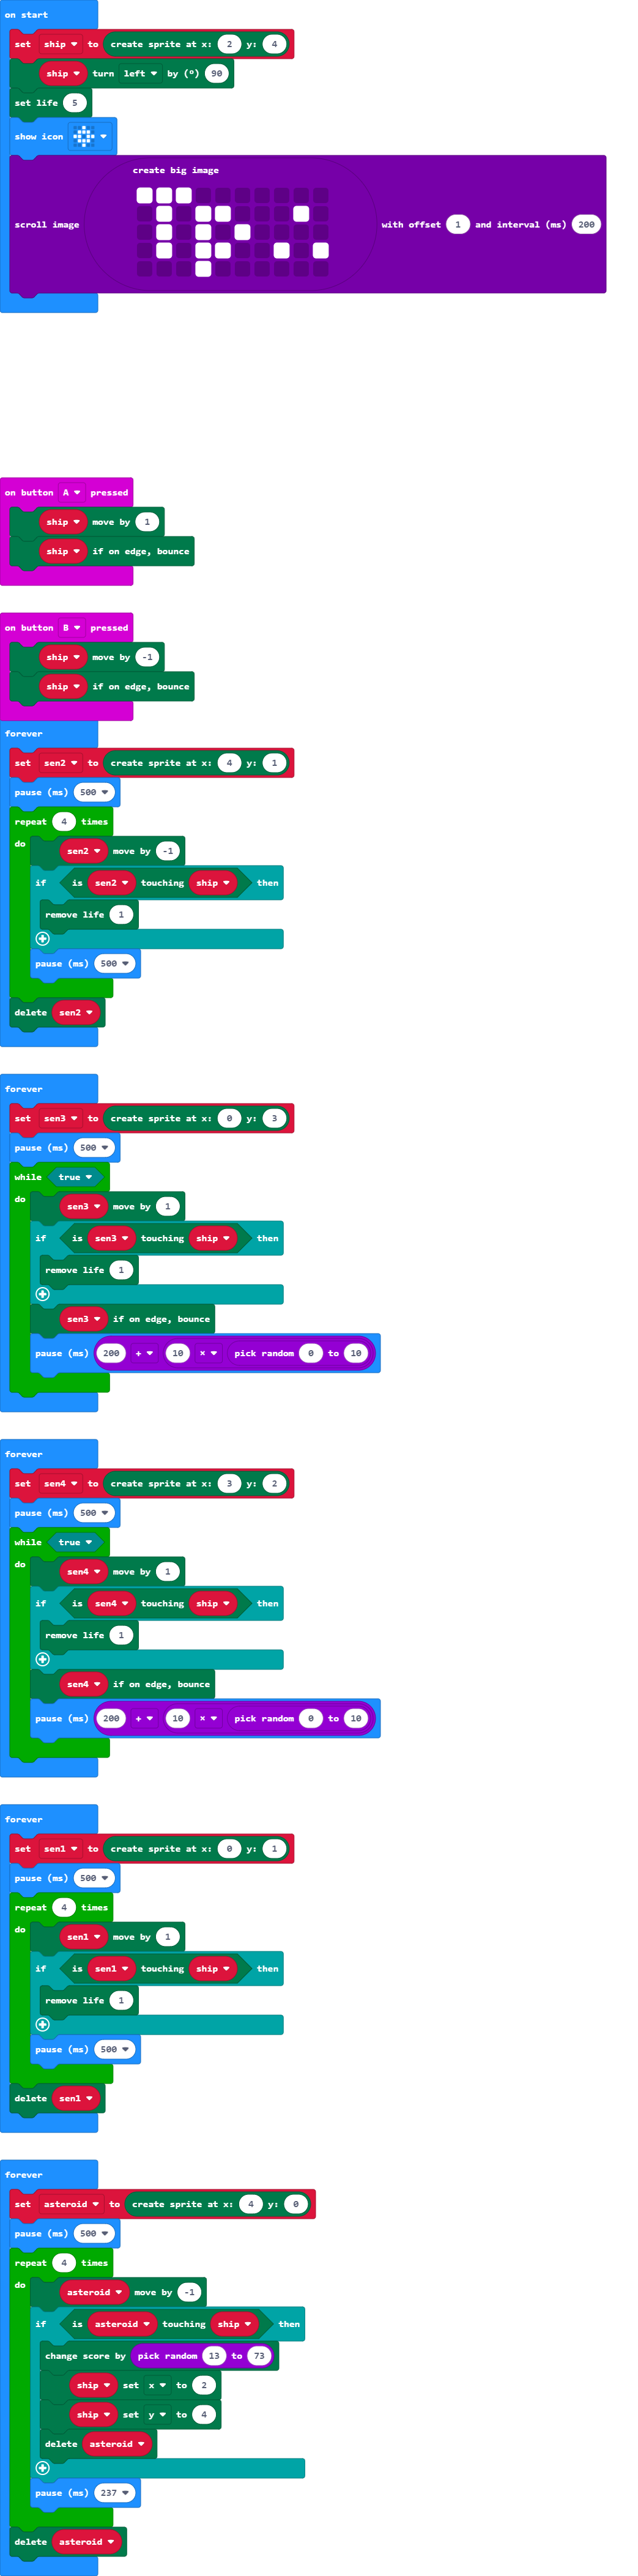 on start
set ship to create sprite at x: 2 y: 4
ship turn left by (º) 90
set life 5
show icon
create big image
scroll image with offset 1 and interval (ms) 200
on button A pressed
ship move by 1
ship if on edge, bounce
on button B pressed
ship move by -1
ship if on edge, bounce
forever
set sen2 to create sprite at x: 4 y: 1
pause (ms) 500
repeat 4 times
do sen2 move by -1
if is sen2 touching ship then
remove life 1
pause (ms) 500
delete sen2
forever
set sen3 to create sprite at x: 0 y: 3
pause (ms) 500
while true
do sen3 move by 1
if is sen3 touching ship then
remove life 1
sen3 if on edge, bounce
pause (ms) 200 + 10 × pick random 0 to 10
forever
set sen4 to create sprite at x: 3 y: 2
pause (ms) 500
while true
do sen4 move by 1
if is sen4 touching ship then
remove life 1
sen4 if on edge, bounce
pause (ms) 200 + 10 × pick random 0 to 10
forever
set sen1 to create sprite at x: 0 y: 1
pause (ms) 500
repeat 4 times
do sen1 move by 1
if is sen1 touching ship then
remove life 1
pause (ms) 500
delete sen1
forever
set asteroid to create sprite at x: 4 y: 0
pause (ms) 500
repeat 4 times
do asteroid move by -1
if is asteroid touching ship then
change score by pick random 13 to 73
ship set x to 2
ship set y to 4
delete asteroid
pause (ms) 237
delete asteroid